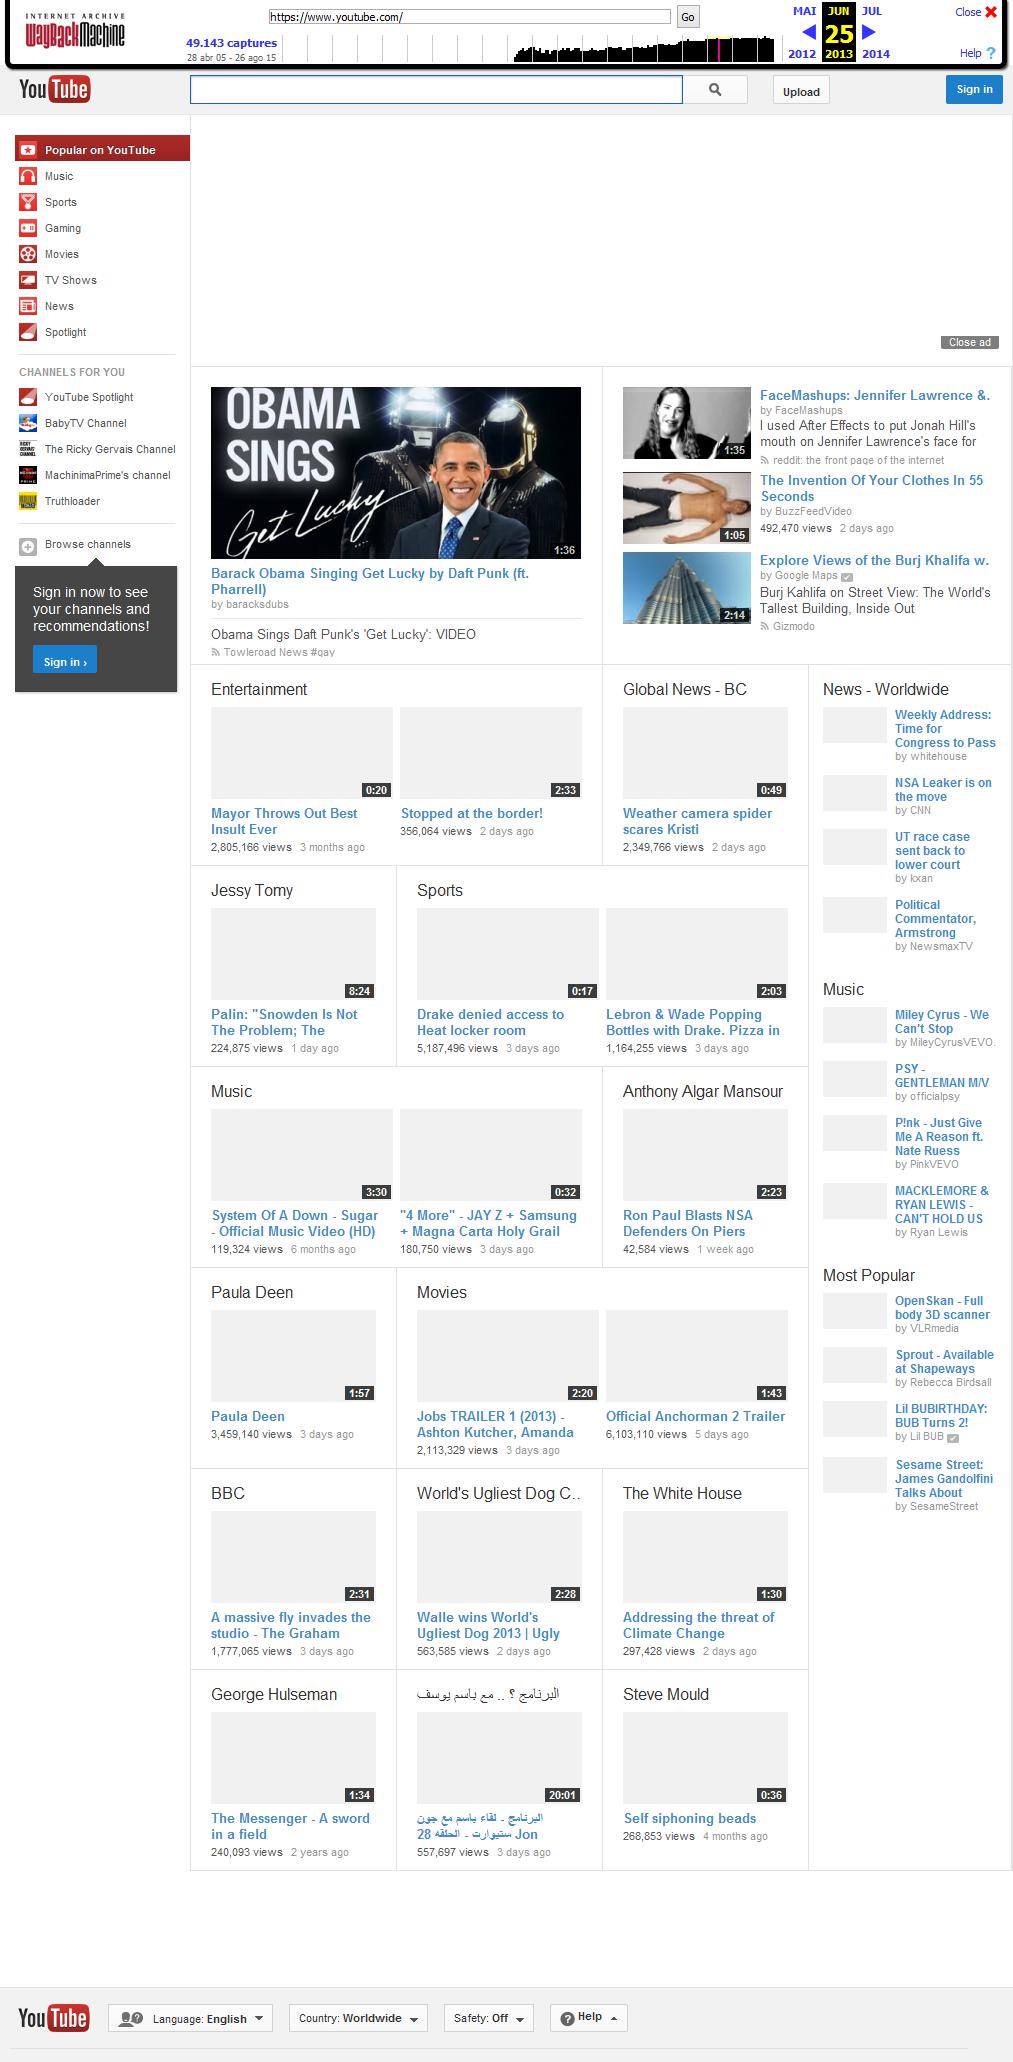 INTERNET ARCHIVE
WayBackMachine
https://www.youtube.com/
Go
MAI JUN JUL
Close
49.143 captures
28 abr 05 - 26 ago 15
25
2012 2013 2014
Help ?
YouTube
Upload
Sign in
Popular on YouTube
Music
Sports
Gaming
Movies
TV Shows
News
Spotlight
CHANNELS FOR YOU
YouTube Spotlight
BabyTV Channel
The Ricky Gervais Channel
MachinimaPrime's channel
Truthloader
Browse channels
Sign in now to see
your channels and
recommendations!
Sign in ›
Close ad
OBAMA
SINGS
Get Lucky
1:36
Barack Obama Singing Get Lucky by Daft Punk (ft.
Pharrell)
by baracksdubs
Obama Sings Daft Punk's 'Get Lucky': VIDEO
Towleroad News #gay
1:35
FaceMashups: Jennifer Lawrence &.
by FaceMashups
I used After Effects to put Jonah Hill's
mouth on Jennifer Lawrence's face for
reddit: the front page of the internet
1:05
The Invention Of Your Clothes In 55
Seconds
by BuzzFeedVideo
492,470 views 2 days ago
2:14
Explore Views of the Burj Khalifa w.
by Google Maps
Burj Kahlifa on Street View: The World's
Tallest Building, Inside Out
Gizmodo
Entertainment
0:20
Mayor Throws Out Best
Insult Ever
2,805,166 views 3 months ago
2:33
Stopped at the border!
356,064 views 2 days ago
Global News - BC
0:49
Weather camera spider
scares Kristi
2,349,766 views 2 days ago
Jessy Tomy
8:24
Palin: "Snowden Is Not
The Problem; The
224,875 views 1 day ago
Sports
0:17
Drake denied access to
Heat locker room
5,187,496 views 3 days ago
2:03
Lebron & Wade Popping
Bottles with Drake. Pizza in
1,164,255 views 3 days ago
Music
3:30
System Of A Down - Sugar
- Official Music Video (HD)
119,324 views 6 months ago
0:32
"4 More" - JAY Z + Samsung
+ Magna Carta Holy Grail
180,750 views 3 days ago
Anthony Algar Mansour
2:23
Ron Paul Blasts NSA
Defenders On Piers
42,584 views 1 week ago
Paula Deen
1:57
Paula Deen
3,459,140 views 3 days ago
Movies
2:20
Jobs TRAILER 1 (2013) -
Ashton Kutcher, Amanda
2,113,329 views 3 days ago
1:43
Official Anchorman 2 Trailer
6,103,110 views 5 days ago
BBC
2:31
A massive fly invades the
studio - The Graham
1,777,065 views 3 days ago
World's Ugliest Dog C..
2:28
Walle wins World's
Ugliest Dog 2013 | Ugly
563,585 views 2 days ago
The White House
1:30
Addressing the threat of
Climate Change
297,428 views 2 days ago
George Hulseman
1:34
The Messenger - A sword
in a field
240,093 views 2 years ago
البرنامج ؟ .. مع باسم يوسف
20:01
البرنامج - لقاء باسم مع جون
ستيوارت - الحلقه 28 Jon
557,697 views 3 days ago
Steve Mould
0:36
Self siphoning beads
268,853 views 4 months ago
News - Worldwide
Weekly Address:
Time for
Congress to Pass
by whitehouse
NSA Leaker is on
the move
by CNN
UT race case
sent back to
lower court
by kxan
Political
Commentator,
Armstrong
by NewsmaxTV
Music
Miley Cyrus - We
Can't Stop
by MileyCyrusVEVO.
PSY -
GENTLEMAN M/V
by officialpsy
P!nk - Just Give
Me A Reason ft.
Nate Ruess
by PinkVEVO
MACKLEMORE &
RYAN LEWIS -
CAN'T HOLD US
by Ryan Lewis
Most Popular
OpenSkan - Full
body 3D scanner
by VLRmedia
Sprout - Available
at Shapeways
by Rebecca Birdsall
Lil BUBIRTHDAY:
BUB Turns 2!
by Lil BUB
Sesame Street:
James Gandolfini
Talks About
by SesameStreet
YouTube
Language: English
Country: Worldwide
Safety: Off
Help